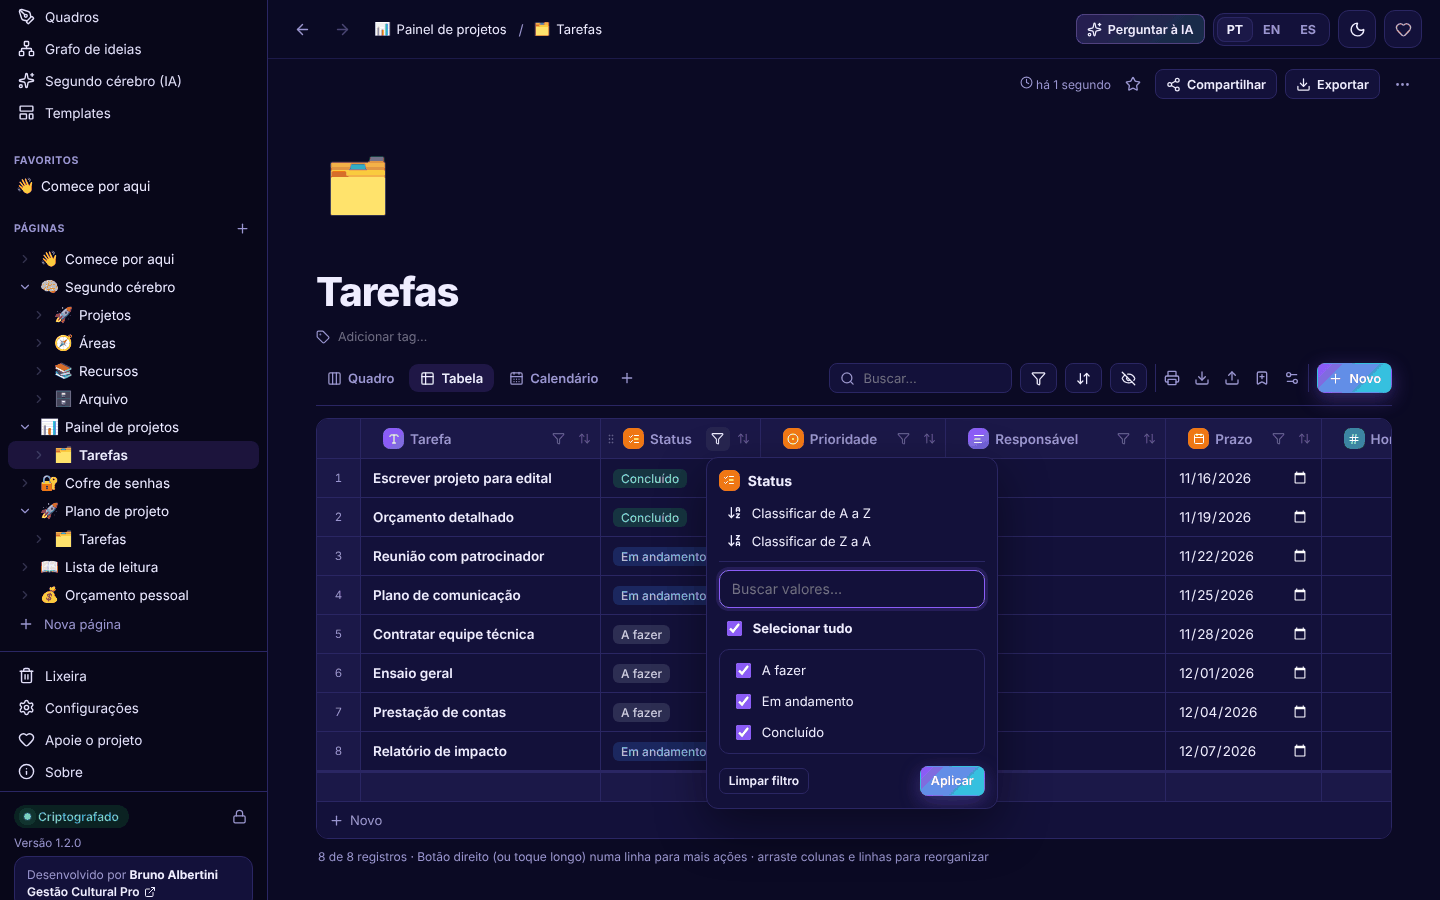 Quadros
Grafo de ideias
Segundo cérebro (IA)
Templates
FAVORITOS
Comece por aqui
PÁGINAS
Comece por aqui
Segundo cérebro
Projetos
Áreas
Recursos
Arquivo
Painel de projetos
Tarefas
Cofre de senhas
Plano de projeto
Tarefas
Lista de leitura
Orçamento pessoal
Nova página
Lixeira
Configurações
Apoie o projeto
Sobre
Criptografado
Versão 1.2.0
Desenvolvido por Bruno Albertini
Gestão Cultural Pro
Painel de projetos / Tarefas
Perguntar à IA
PT EN ES
há 1 segundo
Compartilhar
Exportar
Tarefas
Adicionar tag...
Quadro Tabela Calendário
Buscar...
Novo
Tarefa Status Prioridade Responsável Prazo Hor
1 Escrever projeto para edital Concluído 11/16/2026
2 Orçamento detalhado Concluído 11/19/2026
3 Reunião com patrocinador Em andamento 11/22/2026
4 Plano de comunicação Em andamento 11/25/2026
5 Contratar equipe técnica A fazer 11/28/2026
6 Ensaio geral A fazer 12/01/2026
7 Prestação de contas A fazer 12/04/2026
8 Relatório de impacto Em andamento 12/07/2026
Status
Classificar de A a Z
Classificar de Z a A
Buscar valores...
Selecionar tudo
A fazer
Em andamento
Concluído
Limpar filtro
Aplicar
Novo
8 de 8 registros · Botão direito (ou toque longo) numa linha para mais ações · arraste colunas e linhas para reorganizar